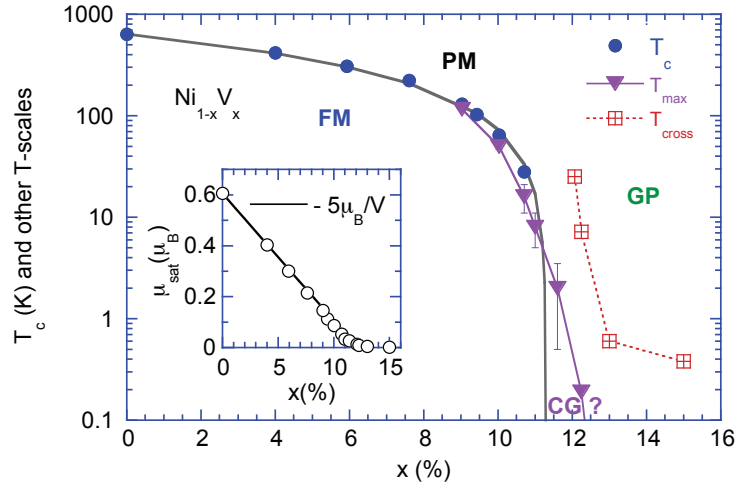 1000
100
10
1
0.1
T_c (K) and other T-scales
PM
T_c
T_max
T_cross
Ni_1-x V_x
FM
GP
CG ?
0 2 4 6 8 10 12 14 16
x (%)
- 5μ_B/V
μ_sat(μ_B)
0.6
0.4
0.2
0
0 5 10 15
x(%)